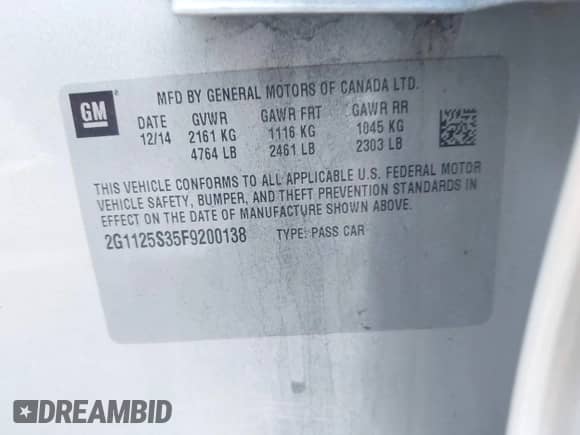 GM
MFD BY GENERAL MOTORS OF CANADA LTD.
DATE GVWR GAWR FRT GAWR RR
12/14 2161 KG 1116 KG 1045 KG
4764 LB 2461 LB 2303 LB
THIS VEHICLE CONFORMS TO ALL APPLICABLE U.S. FEDERAL MOTOR
VEHICLE SAFETY, BUMPER, AND THEFT PREVENTION STANDARDS IN
EFFECT ON THE DATE OF MANUFACTURE SHOWN ABOVE.
2G1125S35F9200138 TYPE: PASS CAR
DREAMBID